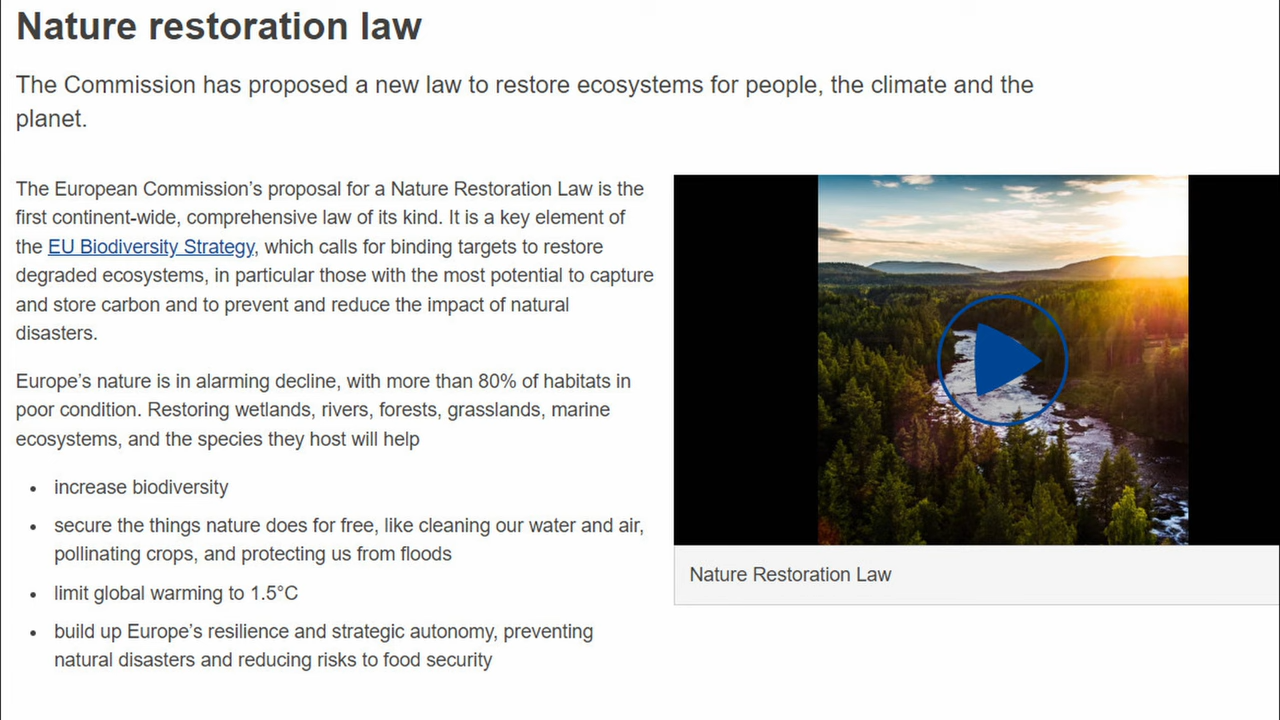 Nature restoration law
The Commission has proposed a new law to restore ecosystems for people, the climate and the
planet.
The European Commission’s proposal for a Nature Restoration Law is the
first continent-wide, comprehensive law of its kind. It is a key element of
the EU Biodiversity Strategy, which calls for binding targets to restore
degraded ecosystems, in particular those with the most potential to capture
and store carbon and to prevent and reduce the impact of natural
disasters.
Europe’s nature is in alarming decline, with more than 80% of habitats in
poor condition. Restoring wetlands, rivers, forests, grasslands, marine
ecosystems, and the species they host will help
• increase biodiversity
• secure the things nature does for free, like cleaning our water and air,
pollinating crops, and protecting us from floods
• limit global warming to 1.5°C
• build up Europe’s resilience and strategic autonomy, preventing
natural disasters and reducing risks to food security
Nature Restoration Law